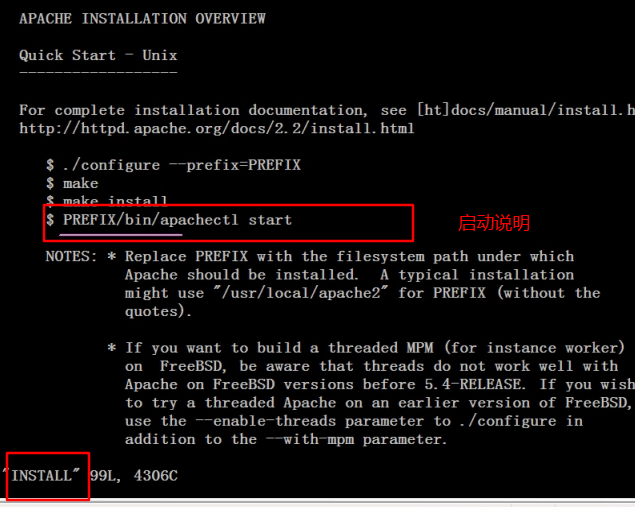 APACHE INSTALLATION OVERVIEW
Quick Start - Unix
------------------
For complete installation documentation, see [ht]docs/manual/install.h
http://httpd.apache.org/docs/2.2/install.html
$ ./configure --prefix=PREFIX
$ make
$ make install
$ PREFIX/bin/apachectl start
启动说明
NOTES: * Replace PREFIX with the filesystem path under which
Apache should be installed.  A typical installation
might use "/usr/local/apache2" for PREFIX (without the
quotes).
* If you want to build a threaded MPM (for instance worker)
on  FreeBSD, be aware that threads do not work well with
Apache on FreeBSD versions before 5.4-RELEASE. If you wish
to try a threaded Apache on an earlier version of FreeBSD,
use the --enable-threads parameter to ./configure in
addition to the --with-mpm parameter.
"INSTALL" 99L, 4306C